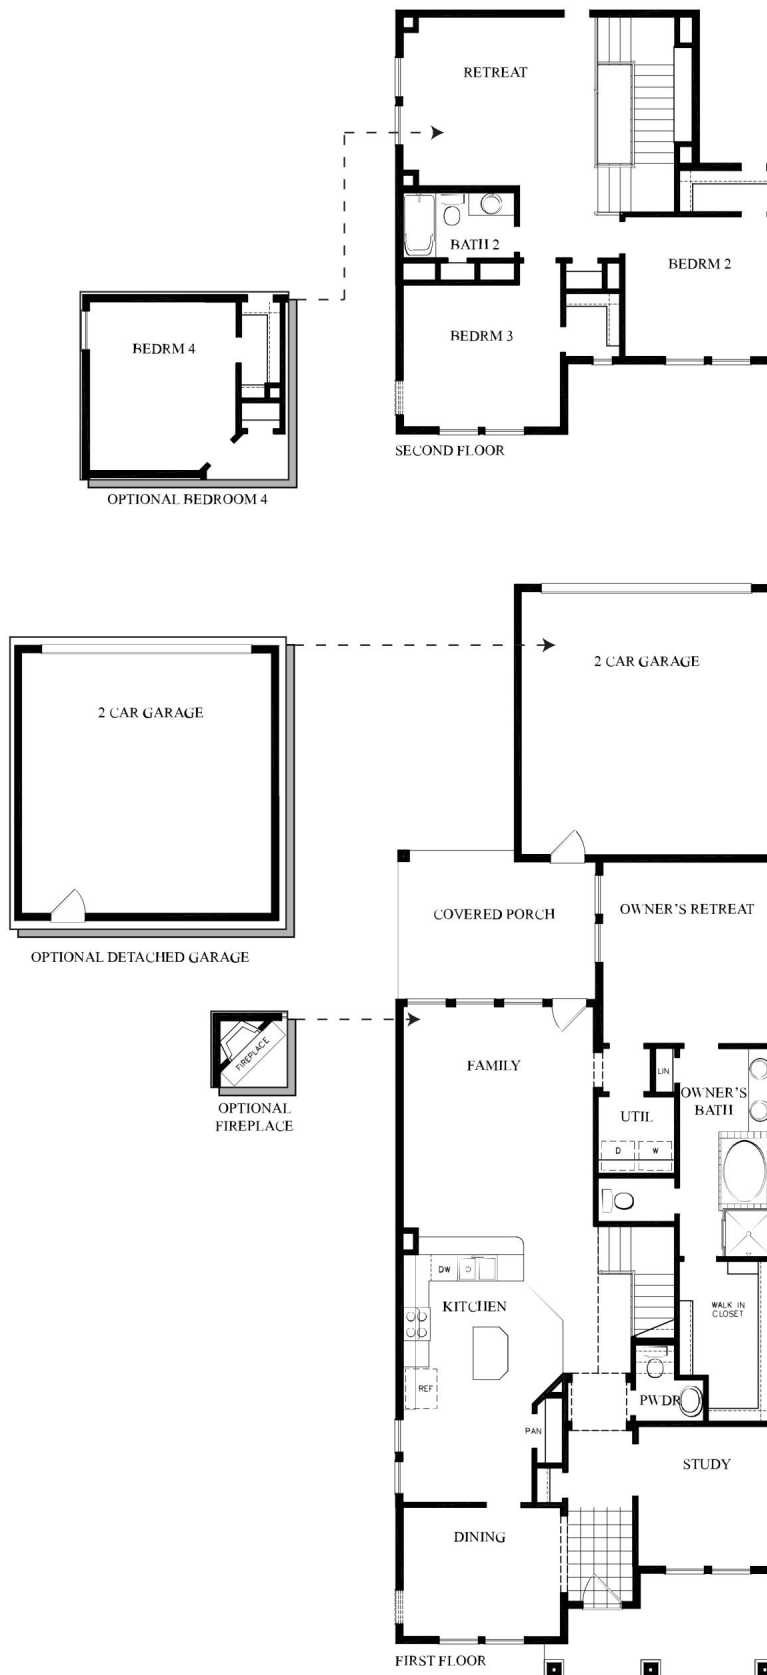 RETREAT
BATH 2
BEDRM 2
BEDRM 3
BEDRM 4
SECOND FLOOR
OPTIONAL BEDROOM 4
2 CAR GARAGE
2 CAR GARAGE
COVERED PORCH
OWNER'S RETREAT
OPTIONAL DETACHED GARAGE
FIREPLACE
OPTIONAL
FIREPLACE
FAMILY
LIN
OWNER'S
BATH
UTIL
D W
DW
KITCHEN
WALK IN
CLOSET
REF
PWDR
PAN
STUDY
DINING
FIRST FLOOR